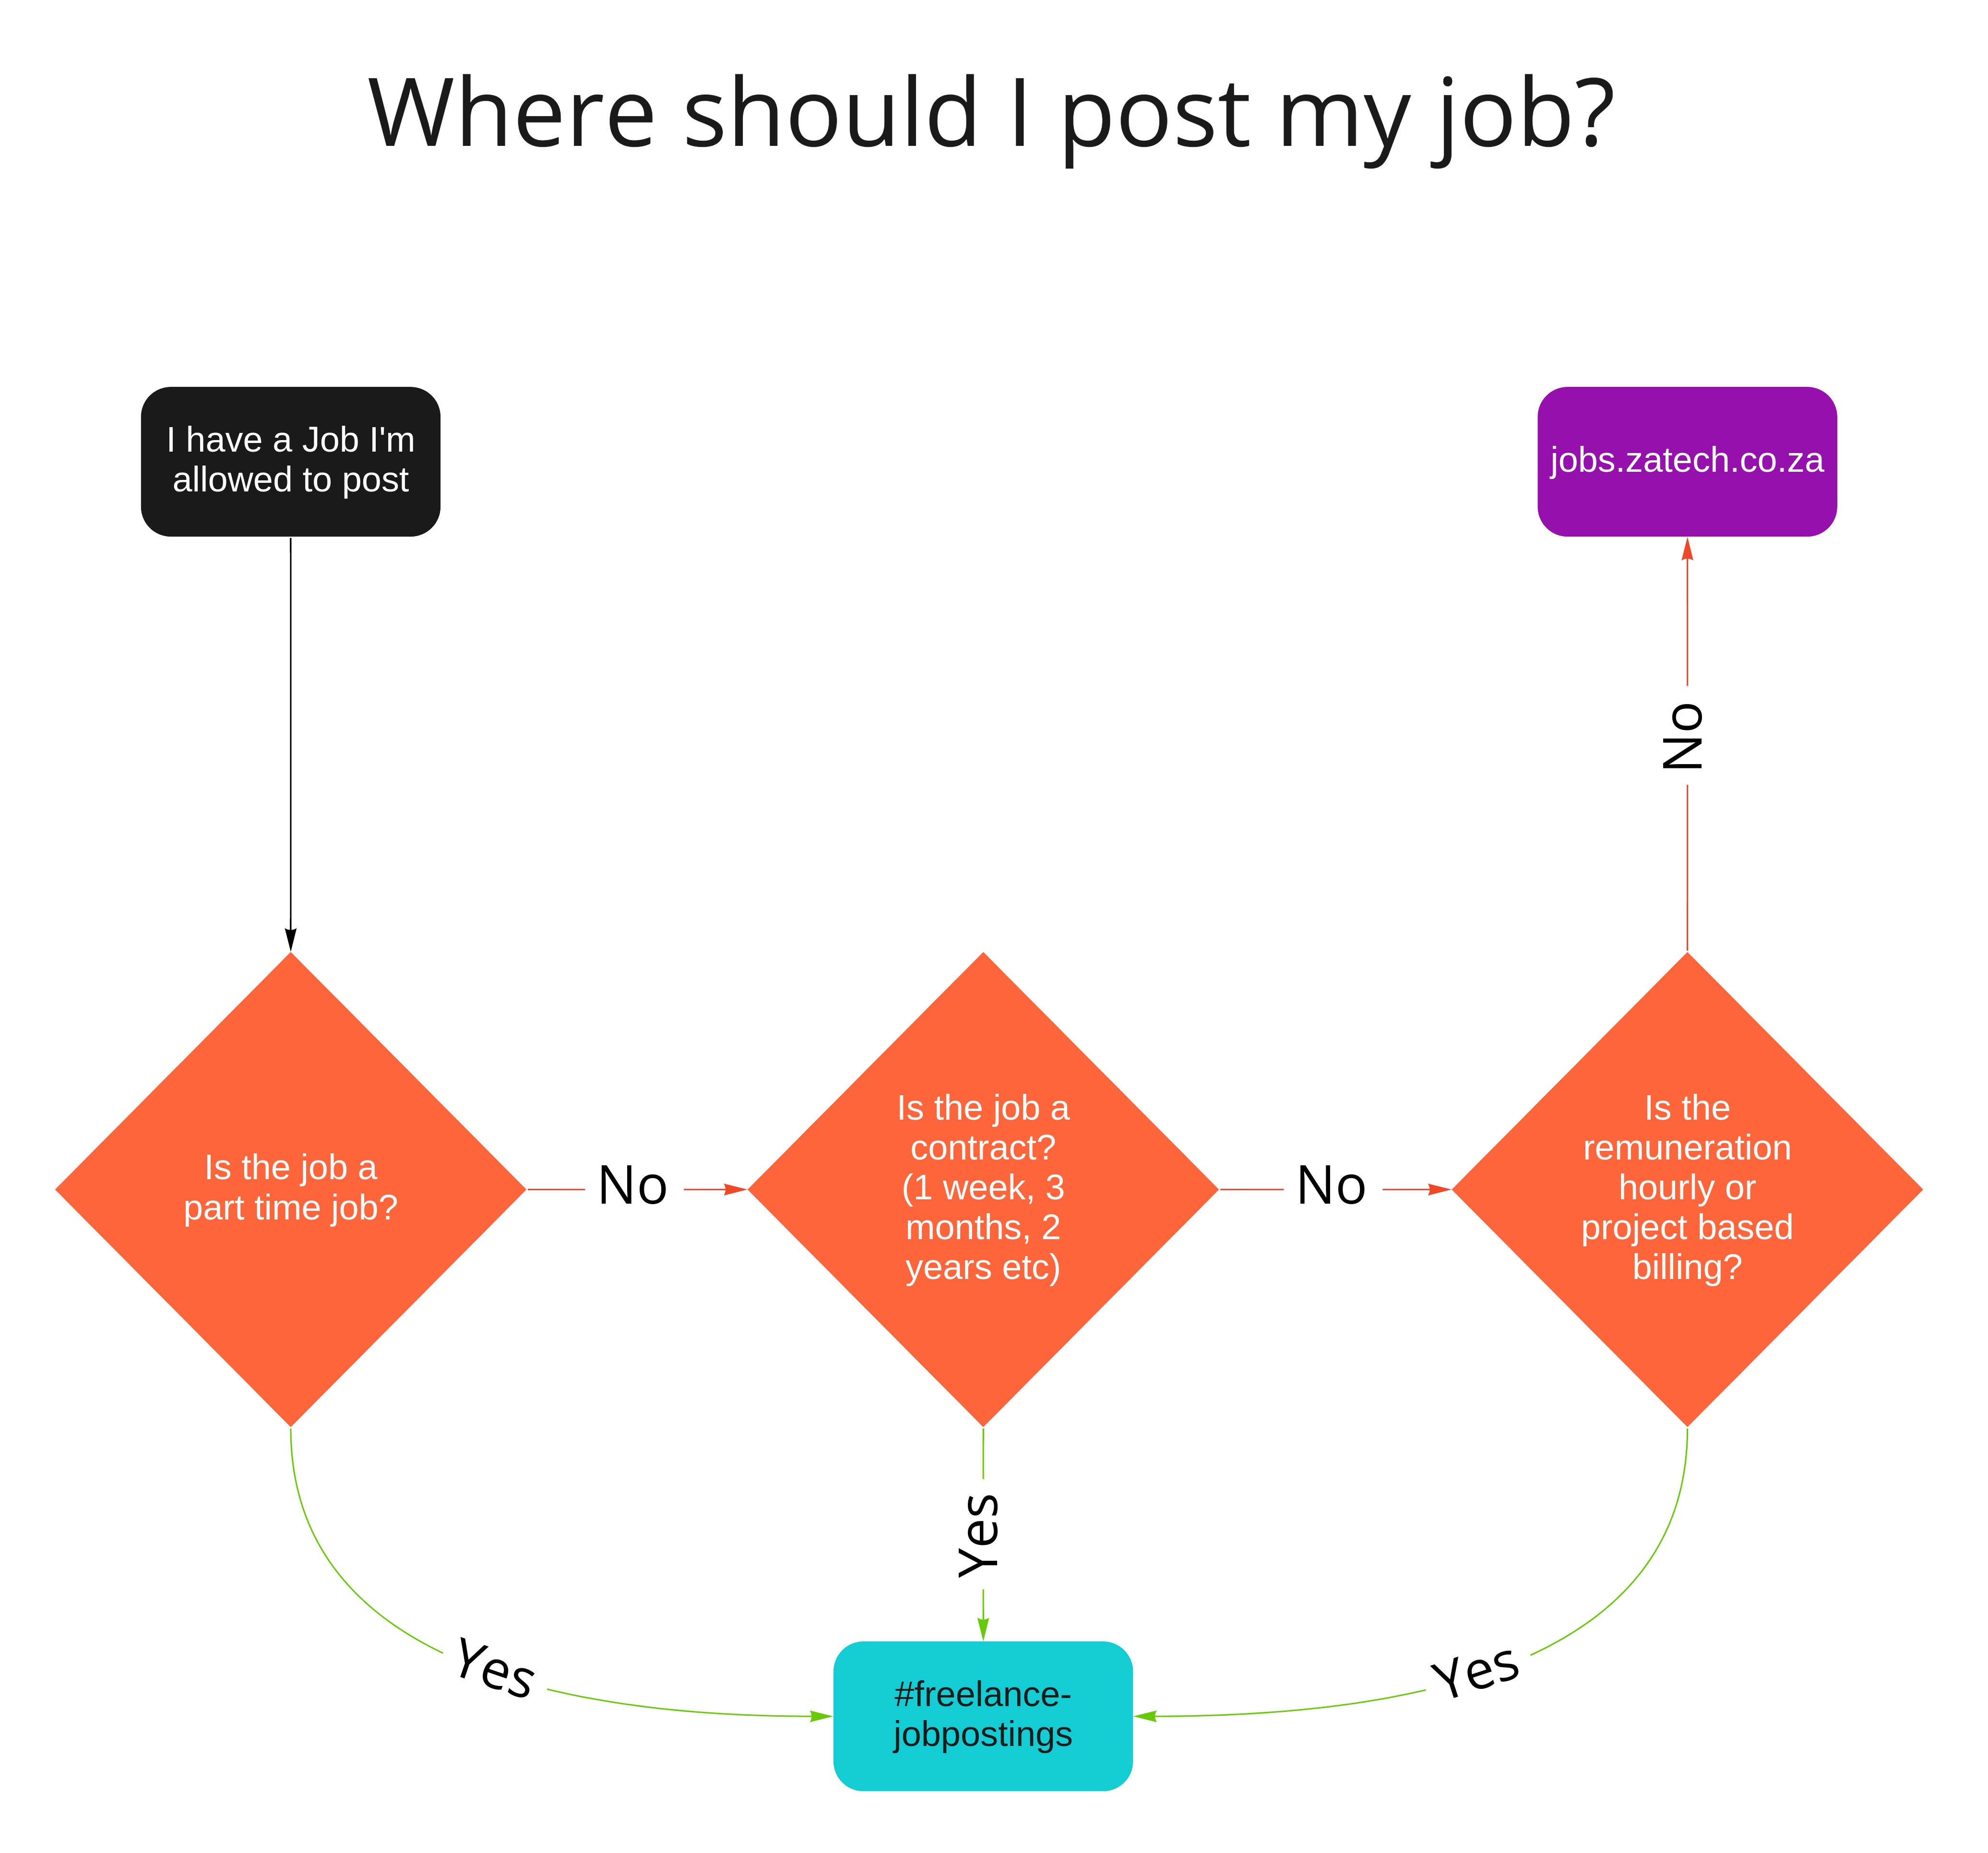 Where should I post my job?
I have a Job I'm
allowed to post
jobs.zatech.co.za
No
Is the job a
part time job?
No
Is the job a
contract?
(1 week, 3
months, 2
years etc)
No
Is the
remuneration
hourly or
project based
billing?
Yes
Yes
Yes
#freelance-
jobpostings